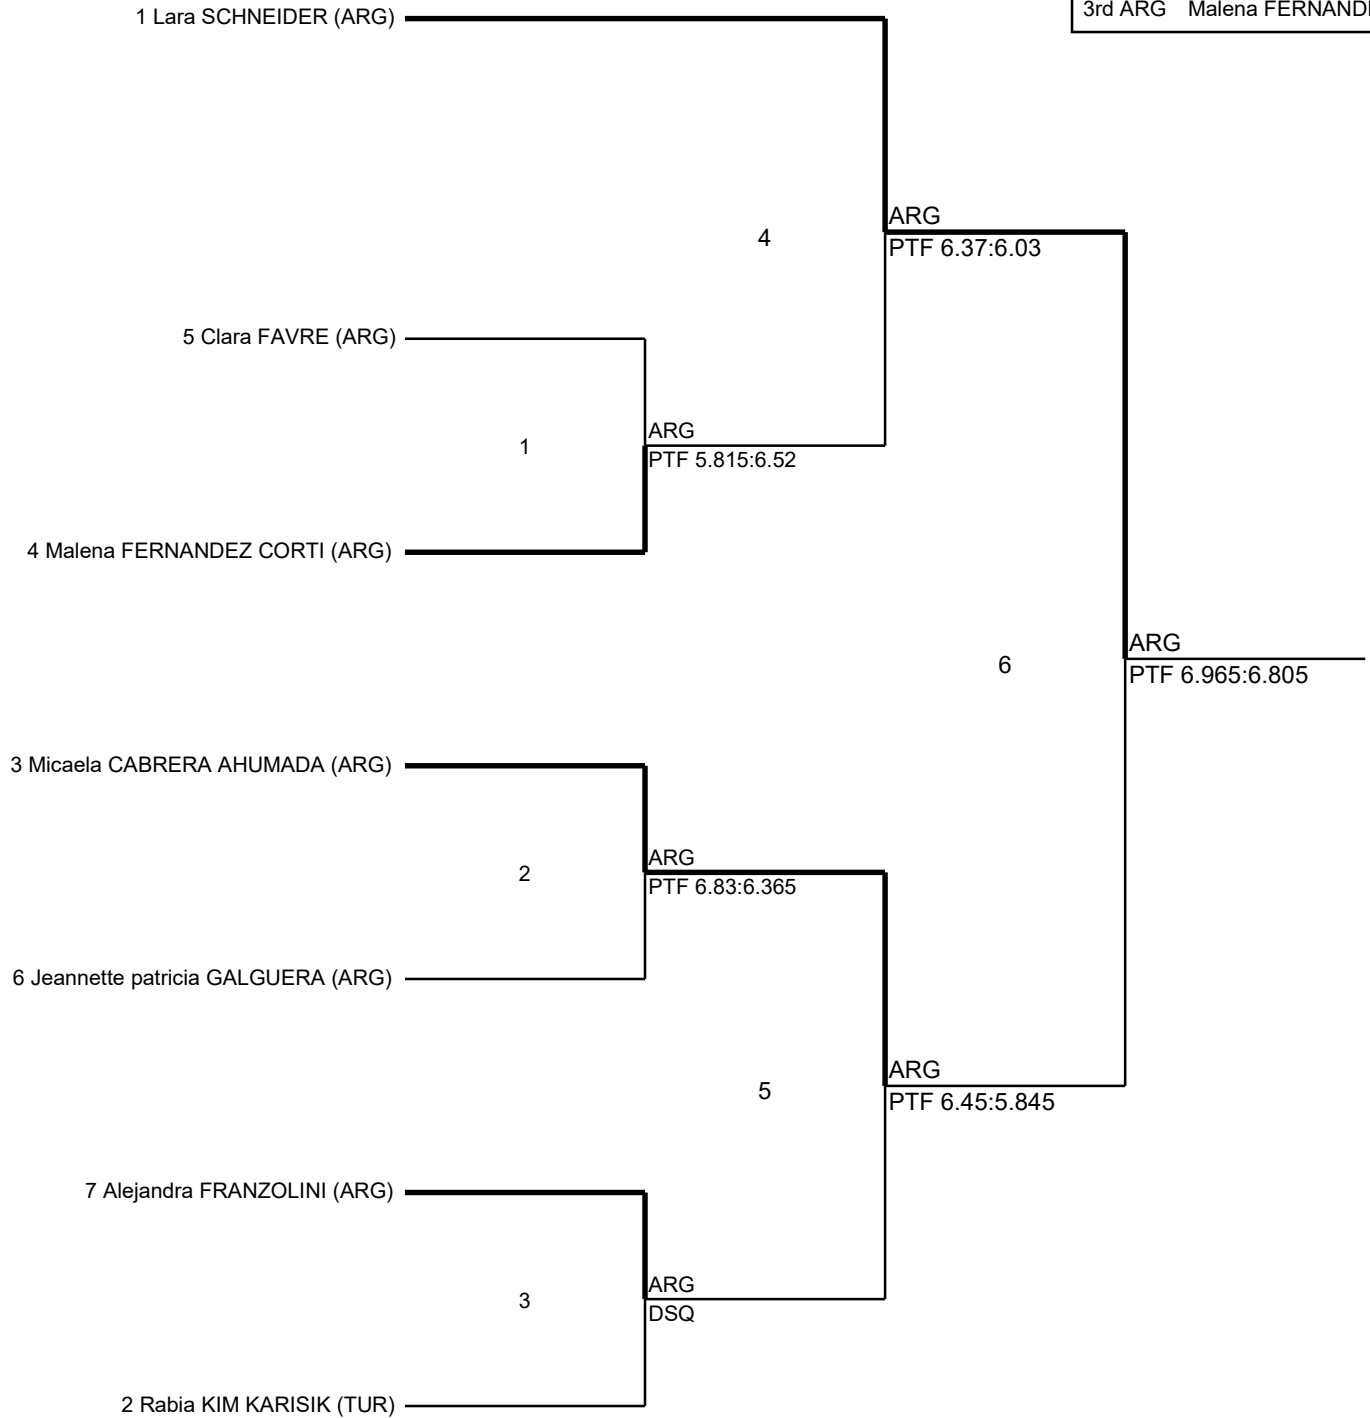 1 Lara SCHNEIDER (ARG)
3rd ARG Malena
ARG
4
PTF 6.37:6.03
5 Clara FAVRE (ARG)
ARG
1
PTF 5.815:6.52
4 Malena FERNANDEZ CORTI (ARG)
ARG
6
PTF 6.965:6.805
3 Micaela CABRERA AHUMADA (ARG)
ARG
2
PTF 6.83:6.365
6 Jeannette patricia GALGUERA (ARG)
ARG
5
PTF 6.45:5.845
7 Alejandra FRANZOLINI (ARG)
ARG
3
DSQ
2 Rabia KIM KARISIK (TUR)